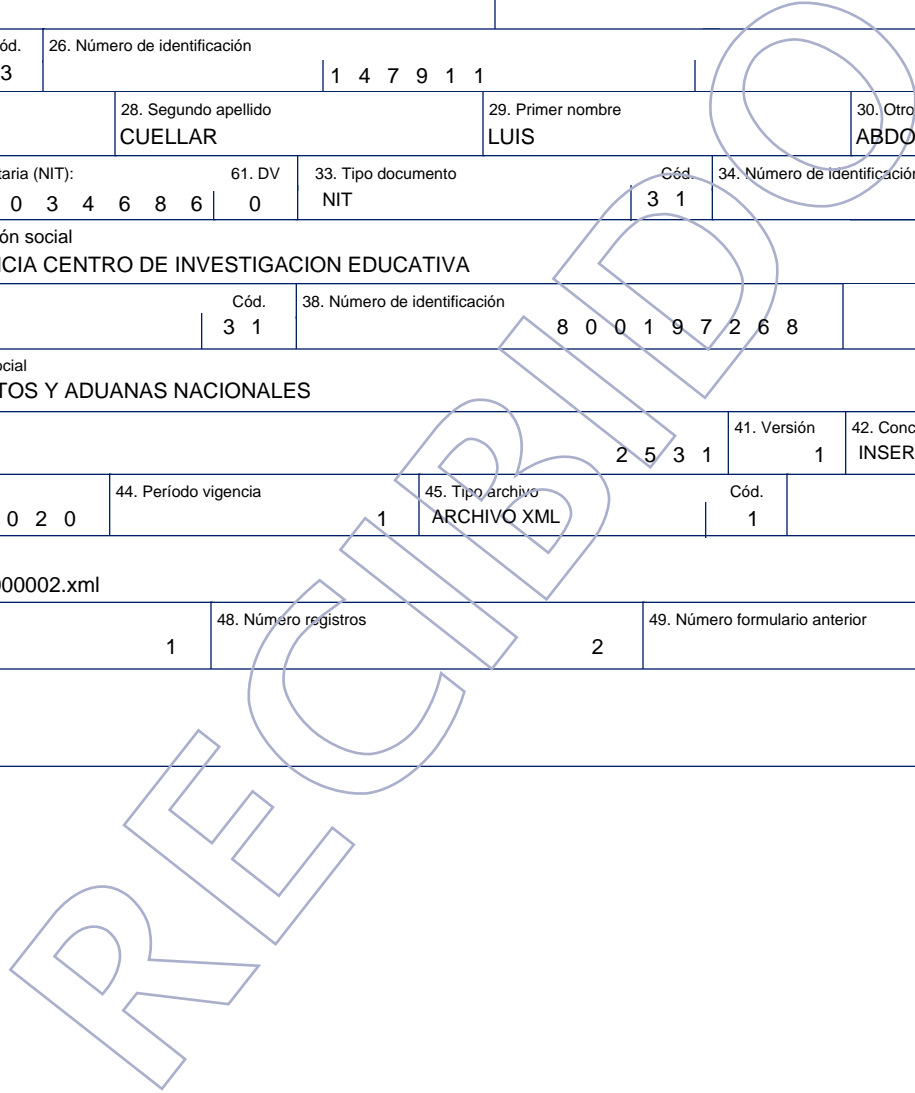 ód. 26. Número de identificación
3 1 4 7 9 1 1
28. Segundo apellido 29. Primer nombre 30. Otro
CUELLAR LUIS ABDO
taria (NIT): 61. DV 33. Tipo documento Cód. 34. Número de identificación
0 3 4 6 8 6 0 NIT 3 1
ón social
CIA CENTRO DE INVESTIGACION EDUCATIVA
Cód. 38. Número de identificación
3 1 8 0 0 1 9 7 2 6 8
ocial
TOS Y ADUANAS NACIONALES
41. Versión 42. Conc
2 5 3 1 1 INSER
44. Período vigencia 45. Tipo archivo Cód.
0 2 0 1 ARCHIVO XML 1
000002.xml
48. Número registros 49. Número formulario anterior
1 2
RECIBIDO